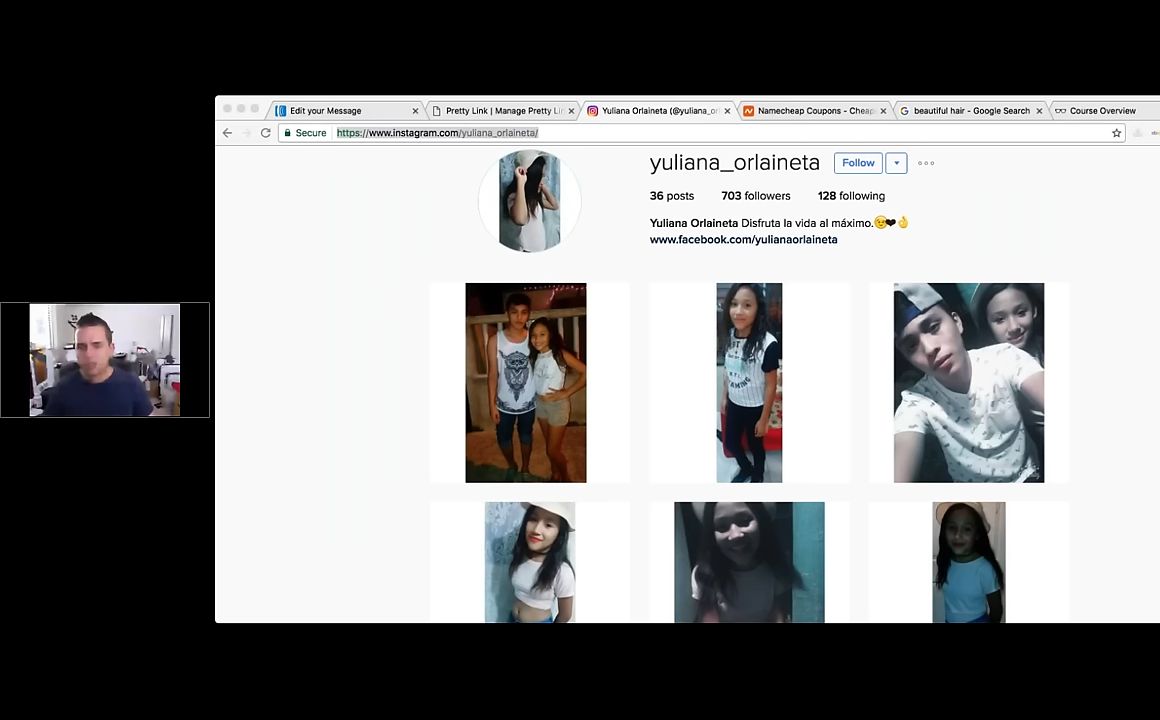 Edit your Message
Pretty Link | Manage Pretty Lin
Yuliana Orlaineta (@yuliana_or
Namecheap Coupons - Cheap
beautiful hair - Google Search
Course Overview
Secure
https://www.instagram.com/yuliana_orlaineta/
yuliana_orlaineta
Follow
36 posts
703 followers
128 following
Yuliana Orlaineta Disfruta la vida al máximo.😉❤👌
www.facebook.com/yulianaorlaineta